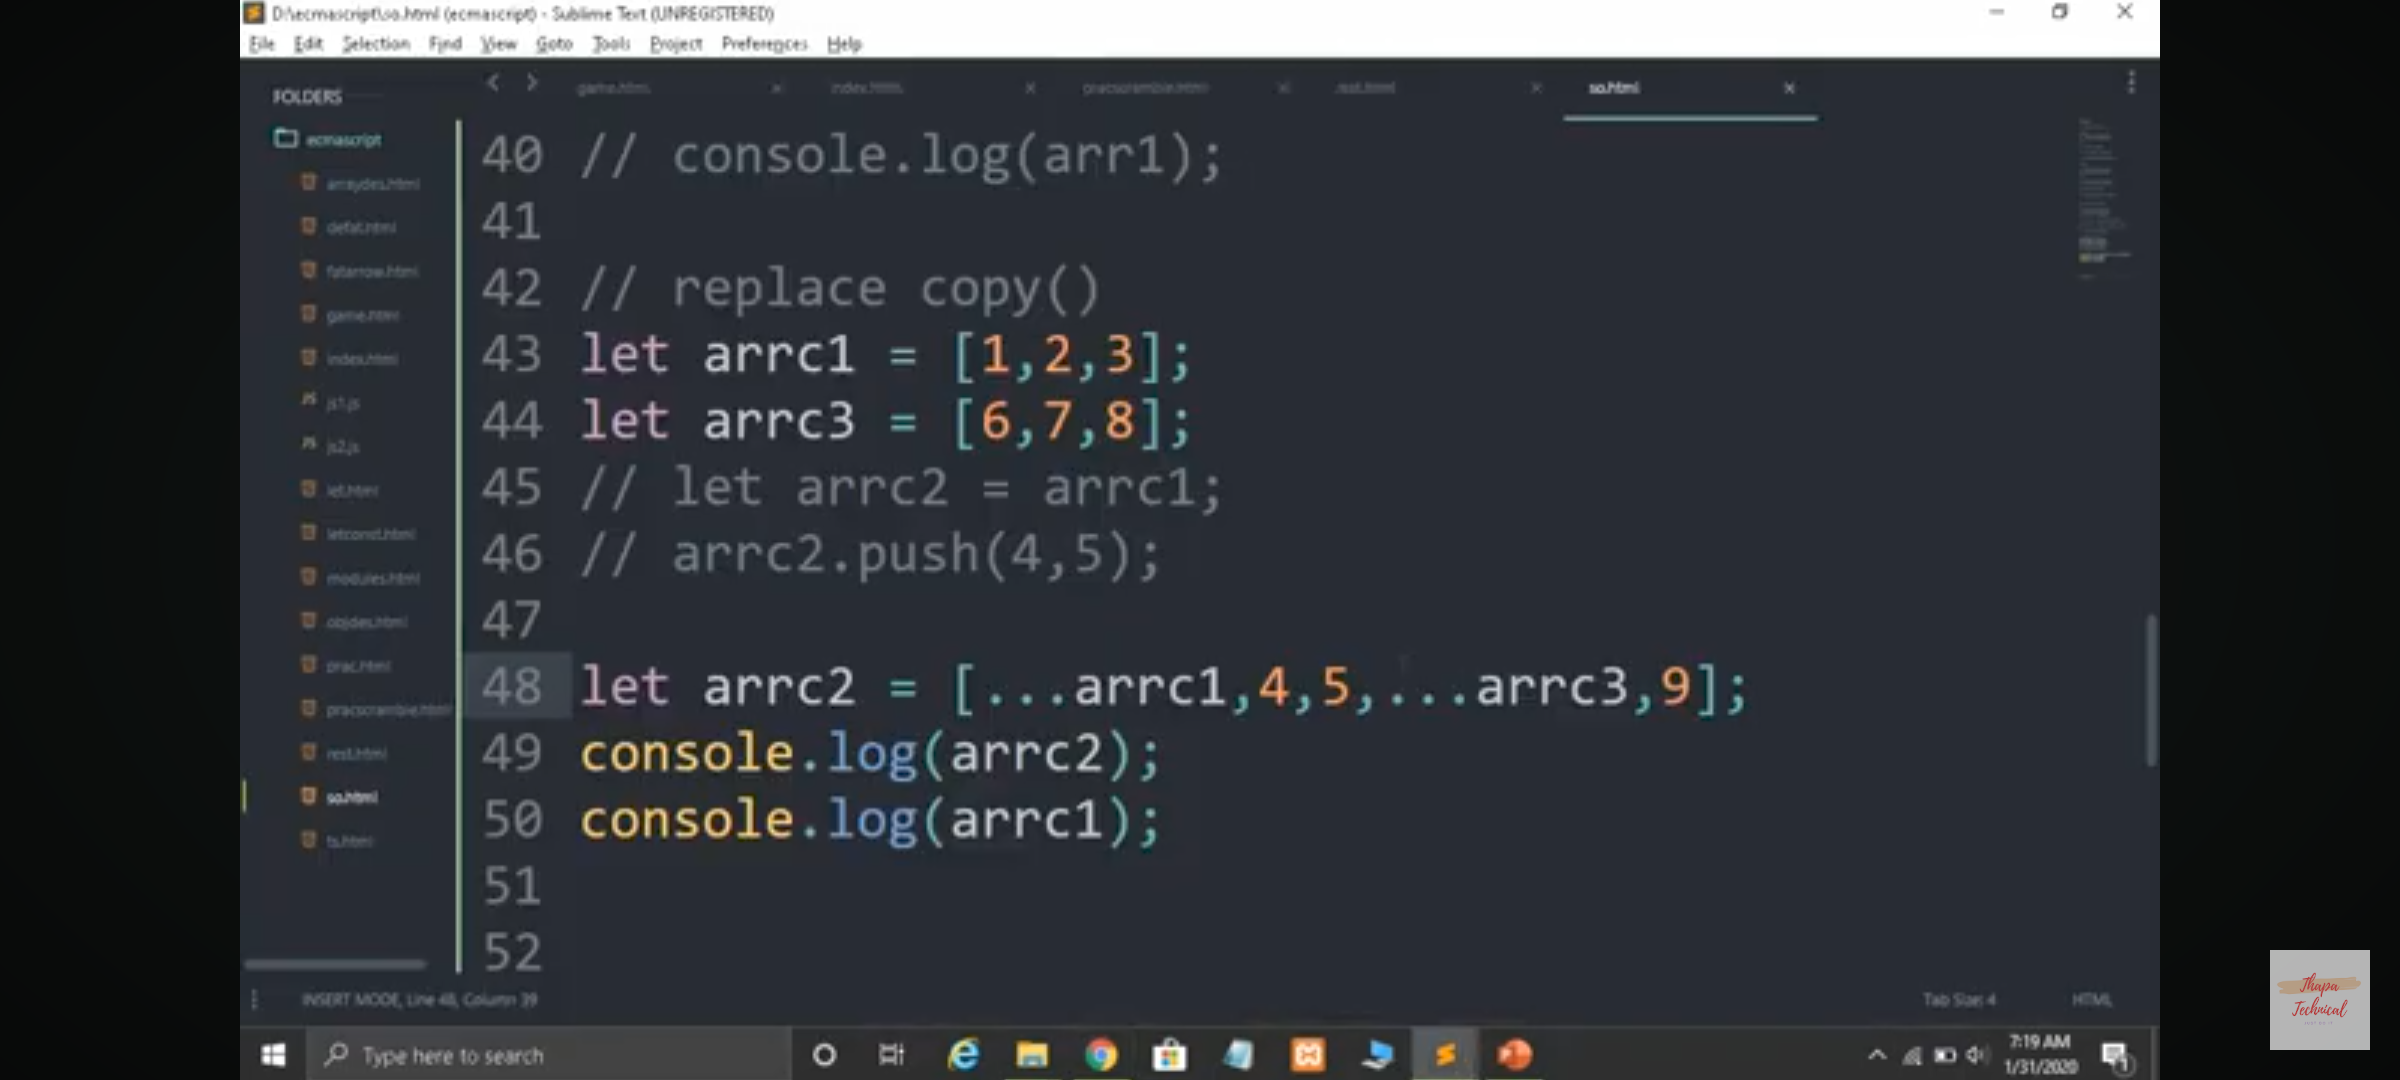 D:\ecmascript\so.html (ecmascript) - Sublime Text (UNREGISTERED)
File Edit Selection Find View Goto Tools Project Preferences Help
FOLDERS
game.html index.html pracscramble.html rest.html so.html
ecmascript
arraydes.html
defat.html
fatarrow.html
game.html
index.html
js1.js
js2.js
let.html
letconst.html
modules.html
objdes.html
prac.html
pracscramble.html
rest.html
so.html
ts.html
40 // console.log(arr1);
41
42 // replace copy()
43 let arrc1 = [1,2,3];
44 let arrc3 = [6,7,8];
45 // let arrc2 = arrc1;
46 // arrc2.push(4,5);
47
48 let arrc2 = [...arrc1,4,5,...arrc3,9];
49 console.log(arrc2);
50 console.log(arrc1);
51
52
INSERT MODE, Line 48, Column 39 Tab Size: 4 HTML
Type here to search
7:19 AM
1/31/2020
1
Thapa
Technical